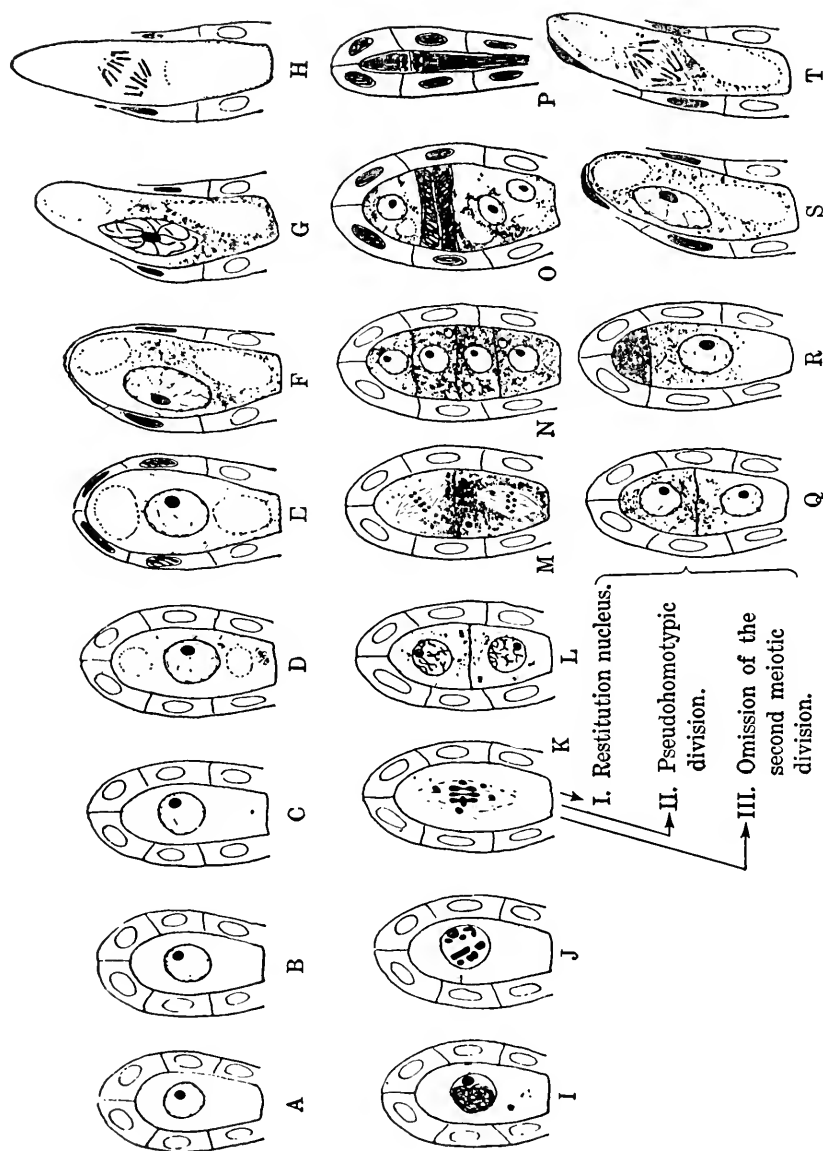 A
B
C
D
E
F
G
H
I
J
K
L
M
N
O
P
I. Restitution nucleus.
II. Pseudohomotypic
division.
III. Omission of the
second meiotic
division.
Q
R
S
T